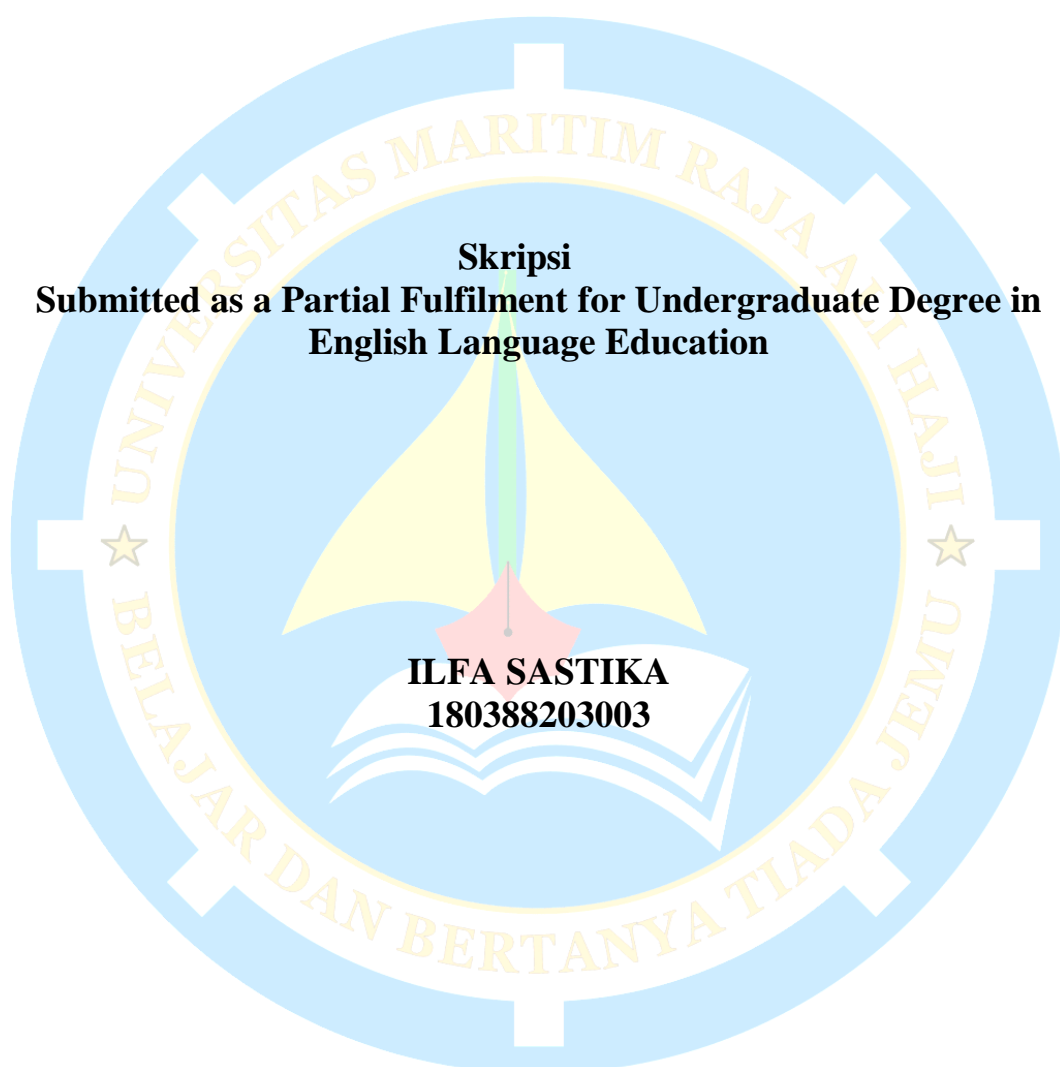 UNIVERSITAS MARITIM RAJA ALI HAJI
Skripsi
Submitted as a Partial Fulfilment for Undergraduate Degree in
English Language Education
ILFA SASTIKA
180388203003
BELAJAR DAN BERTANYA TIADA JEMU